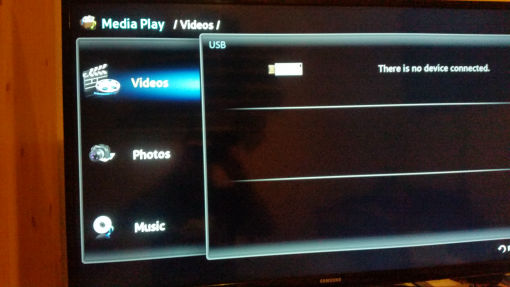 Media Play / Videos /
USB
There is no device connected.
Videos
Photos
Music
SAMSUNG